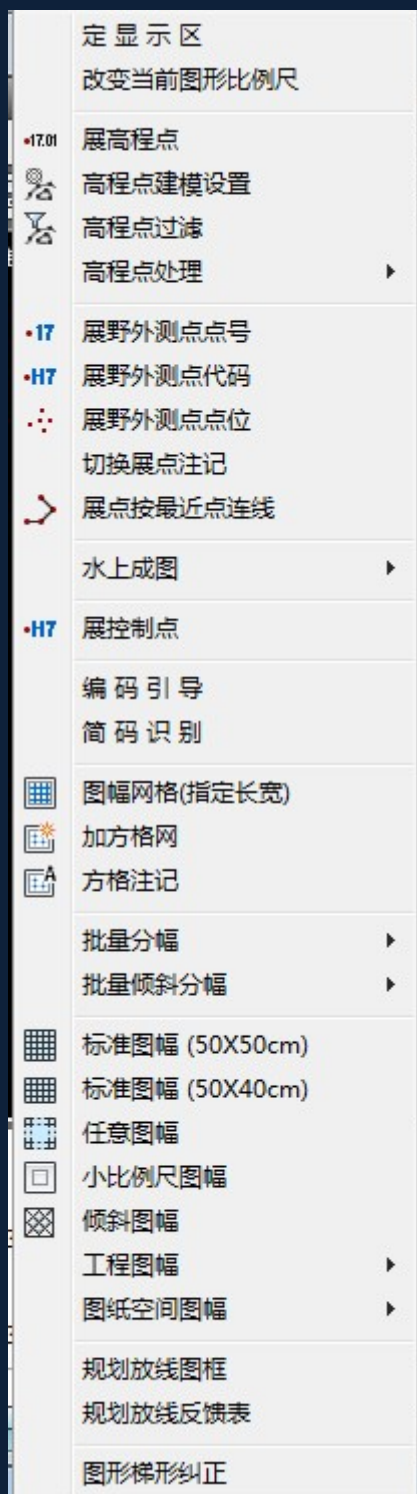 定 显 示 区
改变当前图形比例尺
•17.01 展高程点
高程点建模设置
高程点过滤
高程点处理
•17 展野外测点点号
•H7 展野外测点代码
展野外测点点位
切换展点注记
展点按最近点连线
水上成图
•H7 展控制点
编 码 引 导
简 码 识 别
图幅网格(指定长宽)
加方格网
A 方格注记
批量分幅
批量倾斜分幅
标准图幅 (50X50cm)
标准图幅 (50X40cm)
任意图幅
小比例尺图幅
倾斜图幅
工程图幅
图纸空间图幅
规划放线图框
规划放线反馈表
图形梯形纠正